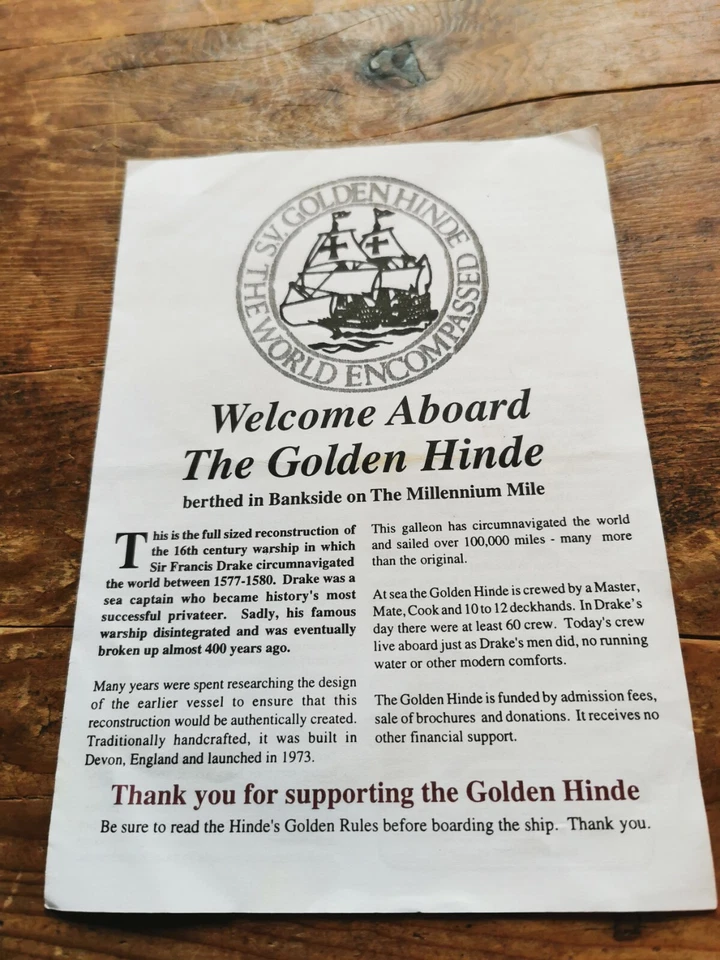 S.V. GOLDEN HINDE
THE WORLD ENCOMPASSED
Welcome Aboard
The Golden Hinde
berthed in Bankside on The Millennium Mile
This is the full sized reconstruction of
the 16th century warship in which
Sir Francis Drake circumnavigated
the world between 1577-1580. Drake was a
sea captain who became history's most
successful privateer. Sadly, his famous
warship disintegrated and was eventually
broken up almost 400 years ago.
Many years were spent researching the design
of the earlier vessel to ensure that this
reconstruction would be authentically created.
Traditionally handcrafted, it was built in
Devon, England and launched in 1973.
This galleon has circumnavigated the world
and sailed over 100,000 miles - many more
than the original.
At sea the Golden Hinde is crewed by a Master,
Mate, Cook and 10 to 12 deckhands. In Drake's
day there were at least 60 crew. Today's crew
live aboard just as Drake's men did, no running
water or other modern comforts.
The Golden Hinde is funded by admission fees,
sale of brochures and donations. It receives no
other financial support.
Thank you for supporting the Golden Hinde
Be sure to read the Hinde's Golden Rules before boarding the ship. Thank you.